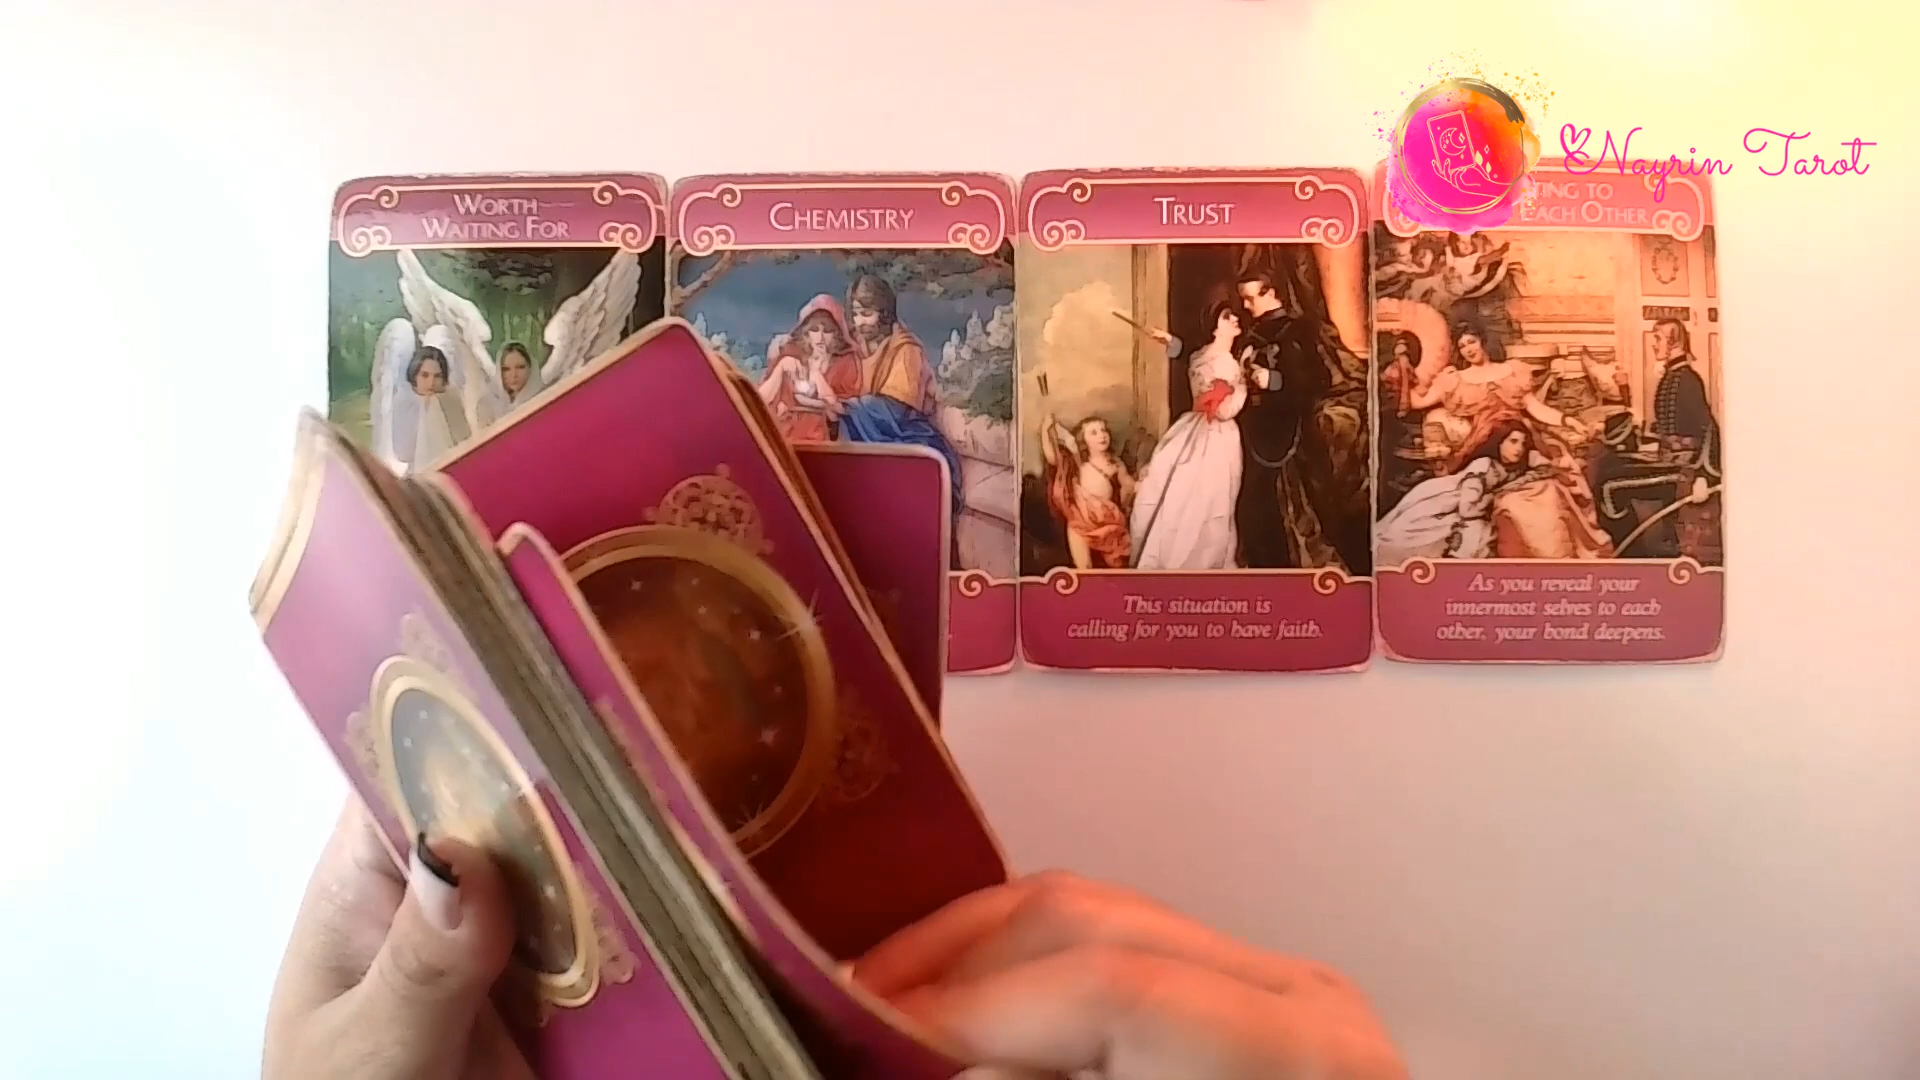 Nayrin Tarot
WORTH
WAITING FOR
CHEMISTRY
TRUST
TO
EACH OTHER
This situation is
calling for you to have faith.
As you reveal your
innermost selves to each
other, your bond deepens.